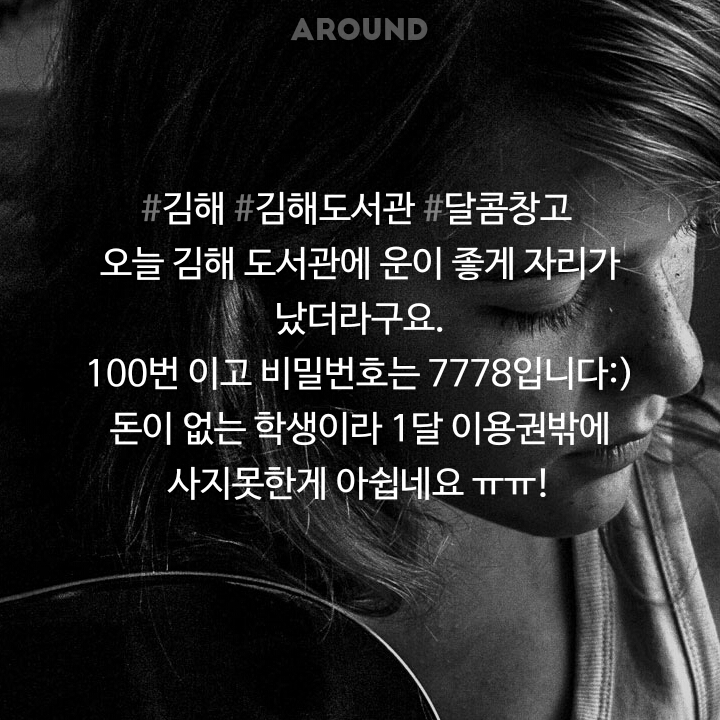 AROUND
#김해 #김해도서관 #달콤창고
오늘 김해 도서관에 운이 좋게 자리가
났더라구요.
100번 이고 비밀번호는 7778입니다:)
돈이 없는 학생이라 1달 이용권밖에
사지못한게 아쉽네요 ㅠㅠ!